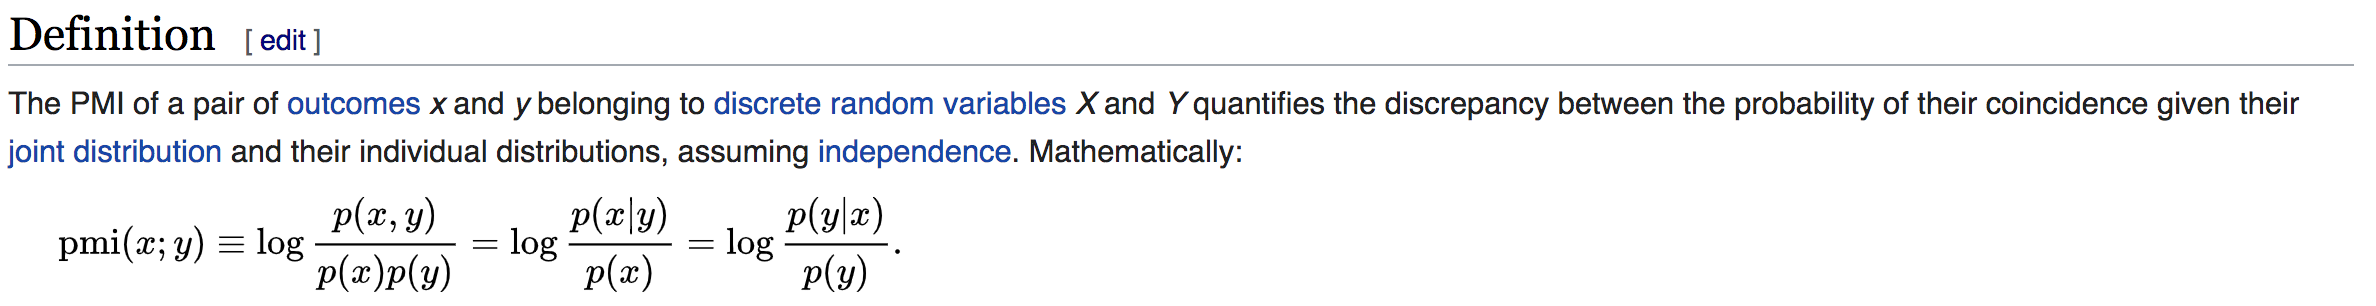 Definition [ edit ]
The PMI of a pair of outcomes x and y belonging to discrete random variables X and Y quantifies the discrepancy between the probability of their coincidence given their
joint distribution and their individual distributions, assuming independence. Mathematically:
pmi(x; y) ≡ log p(x, y) / p(x)p(y) = log p(x|y) / p(x) = log p(y|x) / p(y).